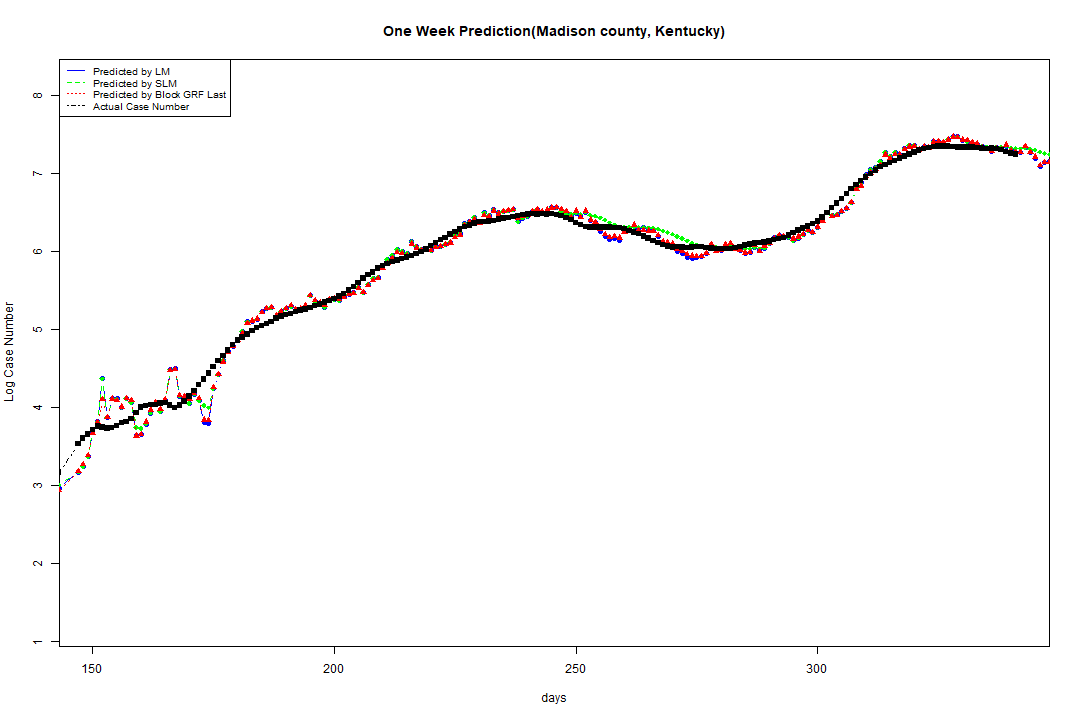 One Week Prediction(Madison county, Kentucky)
Predicted by LM
Predicted by SLM
Predicted by Block GRF Last
Actual Case Number
8
7
6
5
4
3
2
1
Log Case Number
150 200 250 300
days